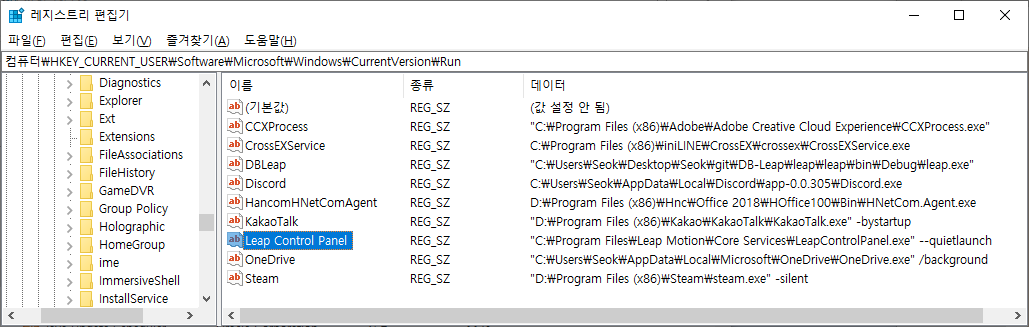 레지스트리 편집기
파일(F) 편집(E) 보기(V) 즐겨찾기(A) 도움말(H)
컴퓨터₩HKEY_CURRENT_USER₩Software₩Microsoft₩Windows₩CurrentVersion₩Run
Diagnostics
Explorer
Ext
Extensions
FileAssociations
FileHistory
GameDVR
Group Policy
Holographic
HomeGroup
ime
ImmersiveShell
InstallService
이름 종류 데이터
(기본값) REG_SZ (값 설정 안 됨)
CCXProcess REG_SZ "C:₩Program Files (x86)₩Adobe₩Adobe Creative Cloud Experience₩CCXProcess.exe"
CrossEXService REG_SZ C:₩Program Files (x86)₩iniLINE₩CrossEX₩crossex₩CrossEXService.exe
DBLeap REG_SZ "C:₩Users₩Seok₩Desktop₩Seok₩git₩DB-Leap₩leap₩leap₩bin₩Debug₩leap.exe"
Discord REG_SZ C:₩Users₩Seok₩AppData₩Local₩Discord₩app-0.0.305₩Discord.exe
HancomHNetComAgent REG_SZ D:₩Program Files (x86)₩Hnc₩Office 2018₩HOffice100₩Bin₩HNetCom.Agent.exe
KakaoTalk REG_SZ "D:₩Program Files (x86)₩Kakao₩KakaoTalk₩KakaoTalk.exe" -bystartup
Leap Control Panel REG_SZ "C:₩Program Files₩Leap Motion₩Core Services₩LeapControlPanel.exe" --quietlaunch
OneDrive REG_SZ "C:₩Users₩Seok₩AppData₩Local₩Microsoft₩OneDrive₩OneDrive.exe" /background
Steam REG_SZ "D:₩Program Files (x86)₩Steam₩steam.exe" -silent